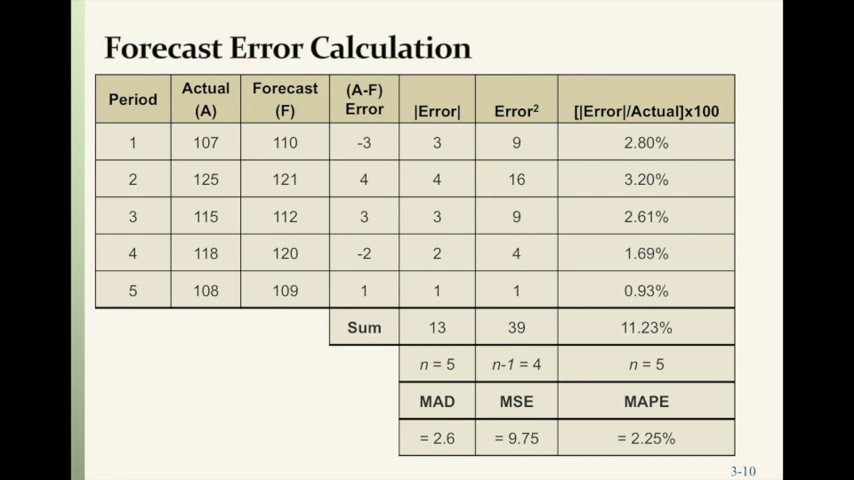 Forecast Error Calculation
Period Actual (A) Forecast (F) (A-F) Error |Error| Error² [|Error|/Actual]x100
1 107 110 -3 3 9 2.80%
2 125 121 4 4 16 3.20%
3 115 112 3 3 9 2.61%
4 118 120 -2 2 4 1.69%
5 108 109 1 1 1 0.93%
Sum 13 39 11.23%
n = 5 n-1 = 4 n = 5
MAD MSE MAPE
= 2.6 = 9.75 = 2.25%
3-10